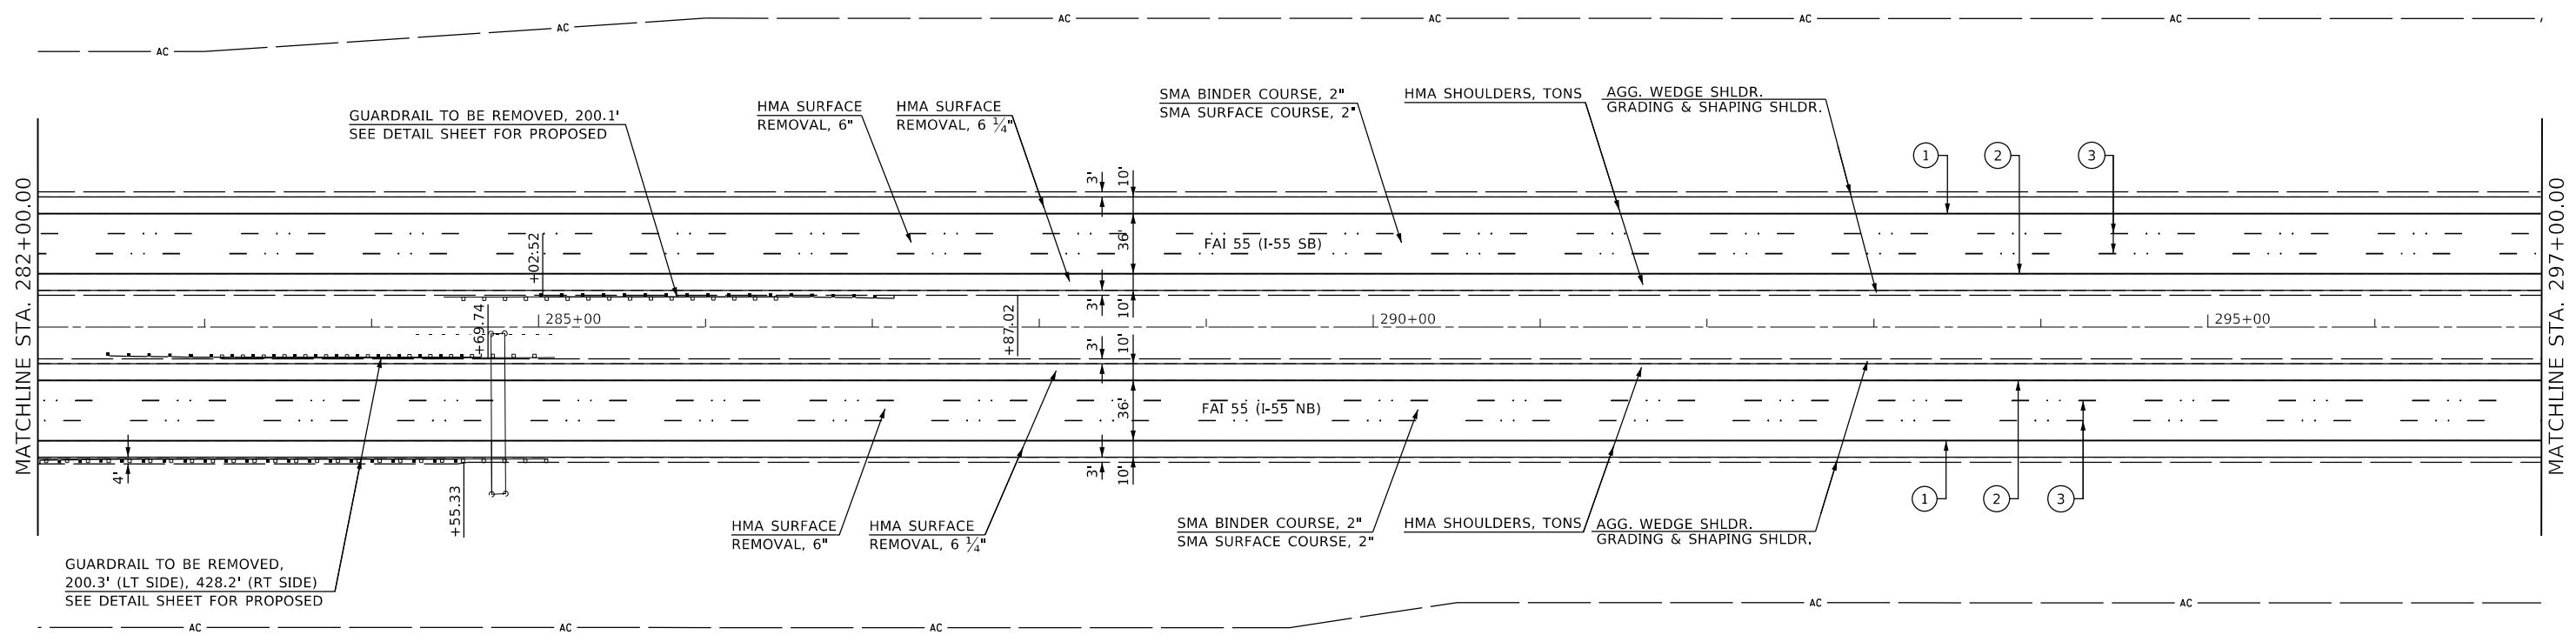 AC AC AC AC AC AC
GUARDRAIL TO BE REMOVED, 200.1'
SEE DETAIL SHEET FOR PROPOSED
HMA SURFACE
REMOVAL, 6"
HMA SURFACE
REMOVAL, 6 ¼"
SMA BINDER COURSE, 2"
SMA SURFACE COURSE, 2"
HMA SHOULDERS, TONS
AGG. WEDGE SHLDR.
GRADING & SHAPING SHLDR.
1 2 3
MATCHLINE STA. 282+00.00
3' 10'
36'
FAI 55 (I-55 SB)
+02.52
3' 10'
+69.74
285+00
+87.02
290+00
295+00
MATCHLINE STA. 297+00.00
3' 10'
36'
FAI 55 (I-55 NB)
3' 10'
4'
+55.33
1 2 3
HMA SURFACE
REMOVAL, 6"
HMA SURFACE
REMOVAL, 6 ¼"
SMA BINDER COURSE, 2"
SMA SURFACE COURSE, 2"
HMA SHOULDERS, TONS
AGG. WEDGE SHLDR.
GRADING & SHAPING SHLDR.
GUARDRAIL TO BE REMOVED,
200.3' (LT SIDE), 428.2' (RT SIDE)
SEE DETAIL SHEET FOR PROPOSED
AC AC AC AC AC